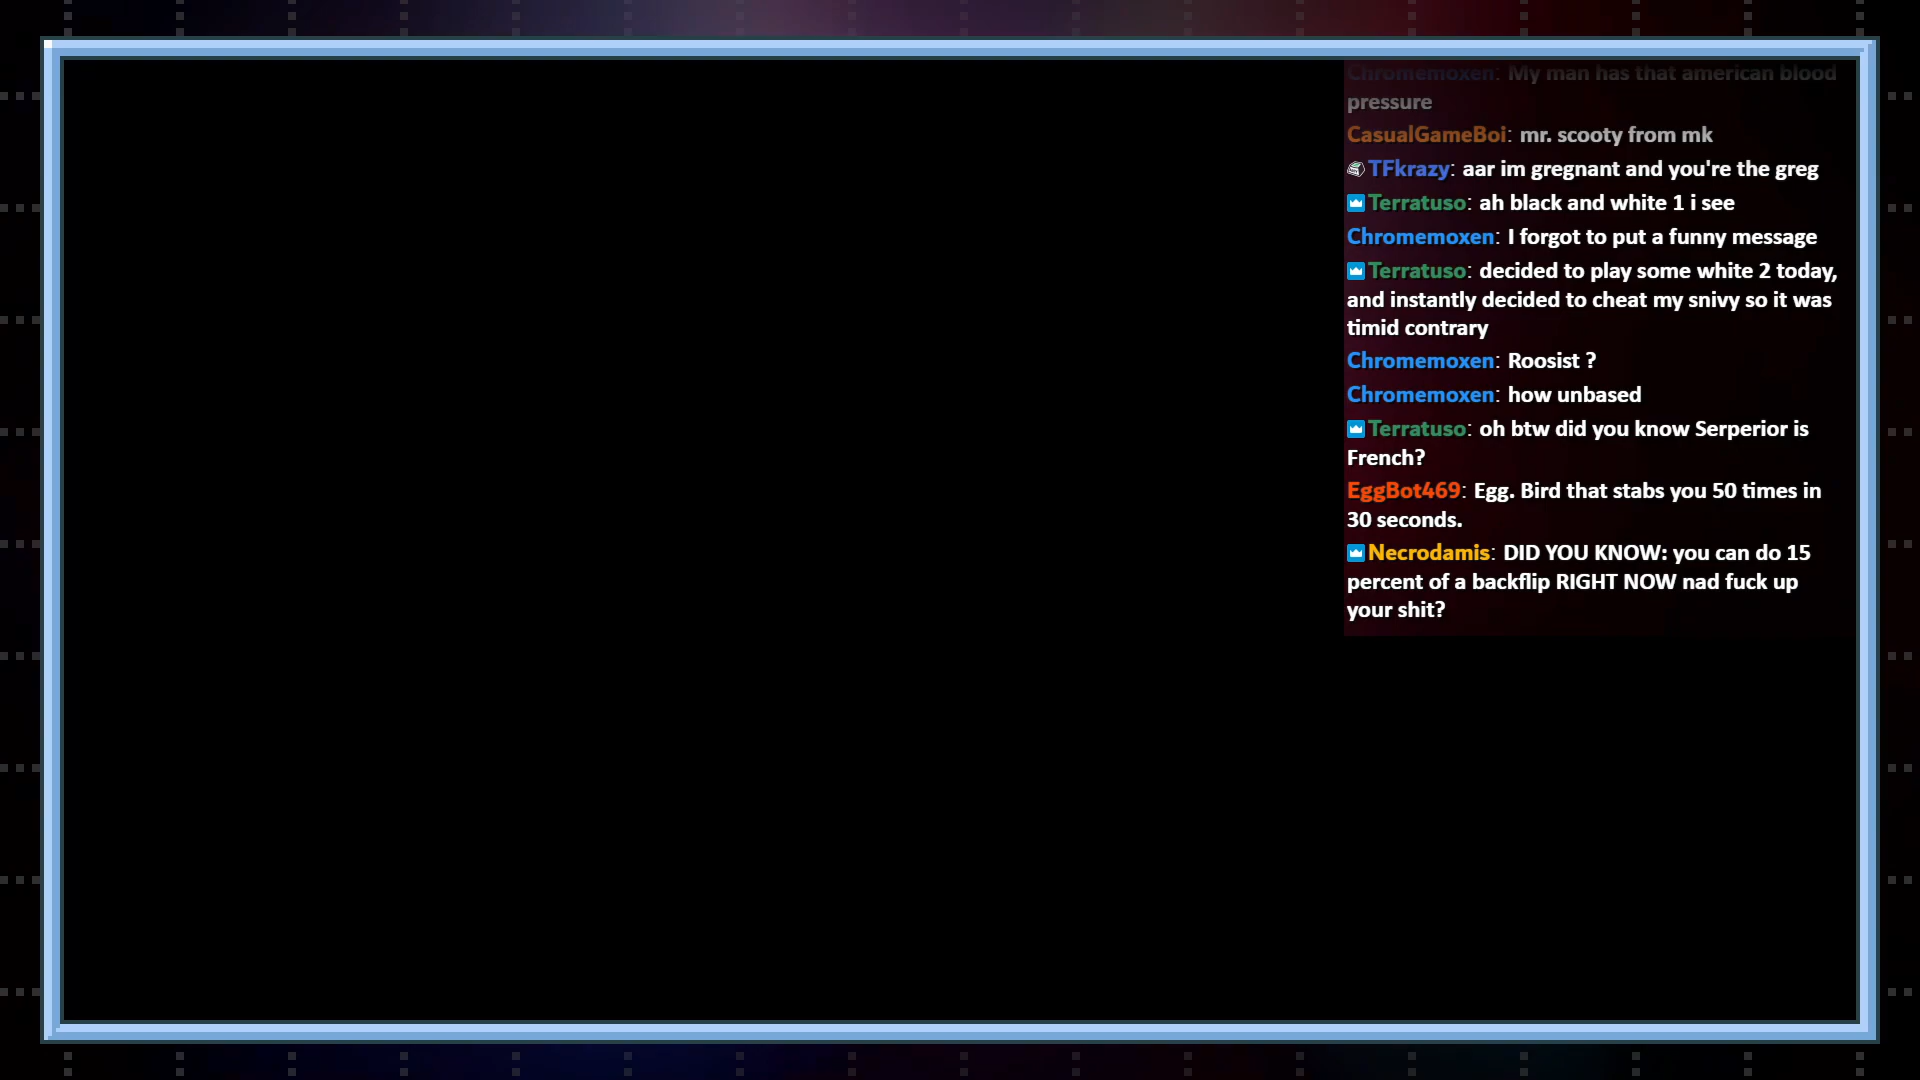 Chromemoxen: My man has that american blood
pressure
CasualGameBoi: mr. scooty from mk
TFkrazy: aar im gregnant and you're the greg
Terratuso: ah black and white 1 i see
Chromemoxen: I forgot to put a funny message
Terratuso: decided to play some white 2 today,
and instantly decided to cheat my snivy so it was
timid contrary
Chromemoxen: Roosist ?
Chromemoxen: how unbased
Terratuso: oh btw did you know Serperior is
French?
EggBot469: Egg. Bird that stabs you 50 times in
30 seconds.
Necrodamis: DID YOU KNOW: you can do 15
percent of a backflip RIGHT NOW nad fuck up
your shit?